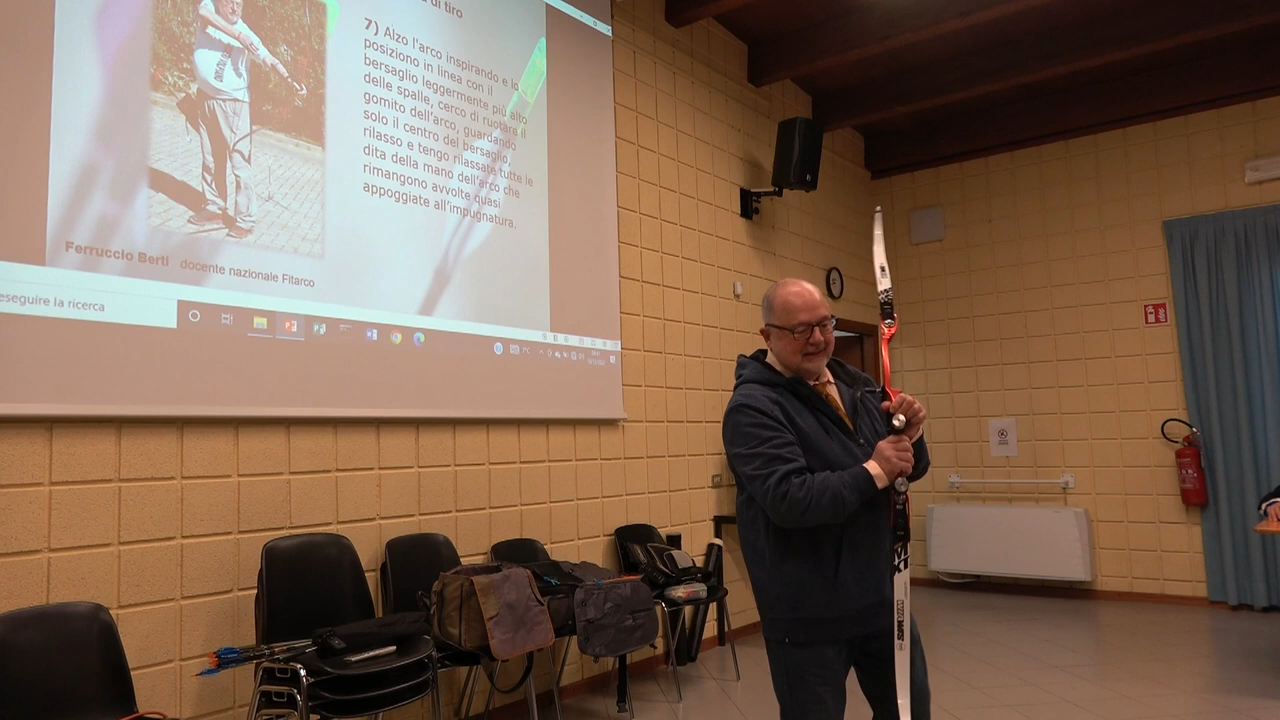 di tiro
7) Alzo l'arco inspirando e lo
posiziono in linea con il
bersaglio leggermente più alto
delle spalle, cerco di ruotare il
gomito dell'arco, guardando
solo il centro del bersaglio,
rilasso e tengo rilassate tutte le
dita della mano dell'arco che
rimangono avvolte quasi
appoggiate all'impugnatura.
Ferruccio Berti docente nazionale Fitarco
eseguire la ricerca